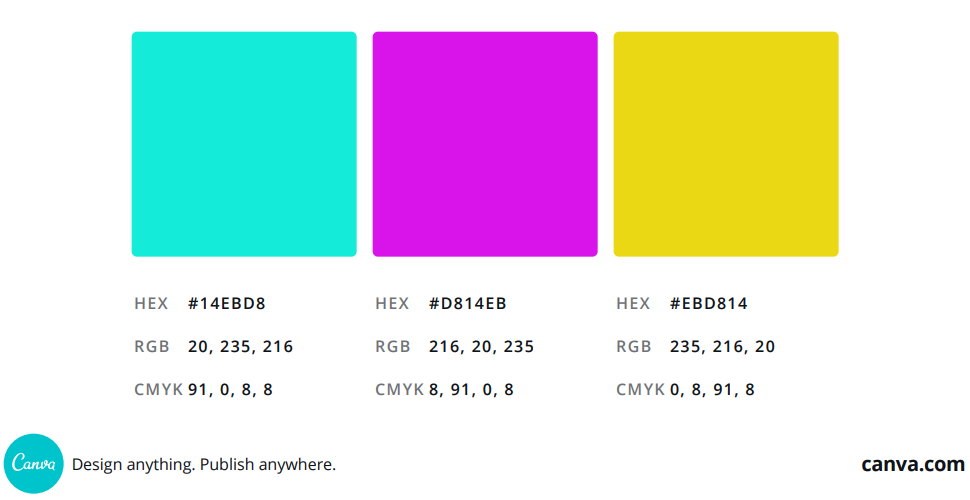 HEX #14EBD8 HEX #D814EB HEX #EBD814
RGB 20, 235, 216 RGB 216, 20, 235 RGB 235, 216, 20
CMYK 91, 0, 8, 8 CMYK 8, 91, 0, 8 CMYK 0, 8, 91, 8
Canva Design anything. Publish anywhere. canva.com